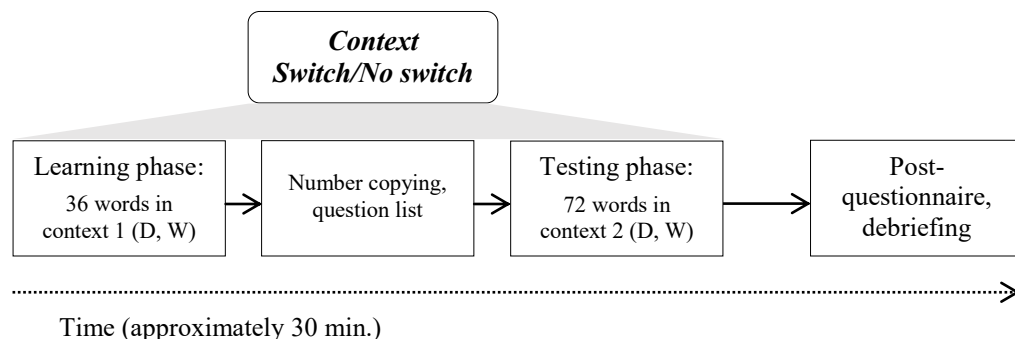 Context
Switch/No switch
Learning phase:
36 words in
context 1 (D, W)
Number copying,
question list
Testing phase:
72 words in
context 2 (D, W)
Post-
questionnaire,
debriefing
Time (approximately 30 min.)